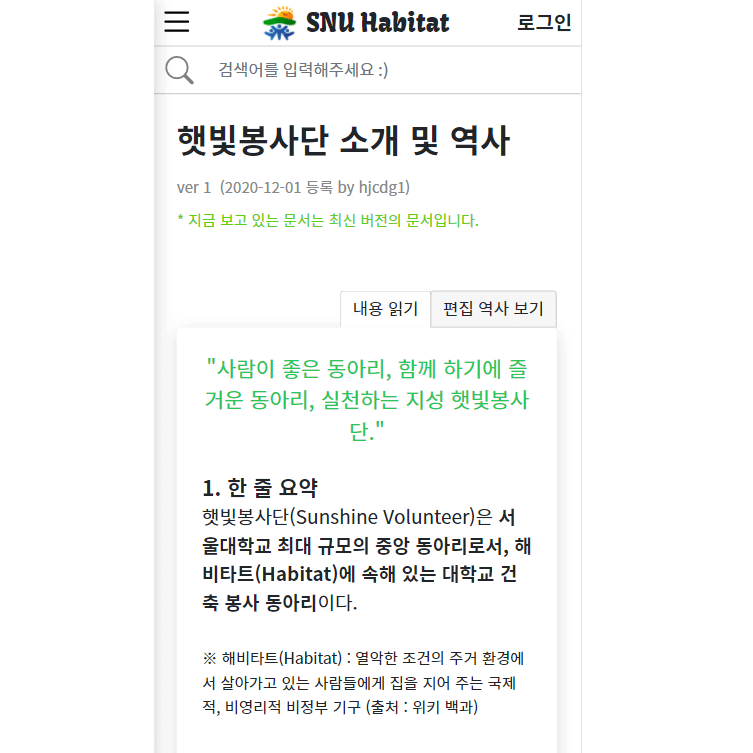 SNU Habitat
로그인
검색어를 입력해주세요 :)
햇빛봉사단 소개 및 역사
ver 1 (2020-12-01 등록 by hjcdg1)
* 지금 보고 있는 문서는 최신 버전의 문서입니다.
내용 읽기
편집 역사 보기
"사람이 좋은 동아리, 함께 하기에 즐
거운 동아리, 실천하는 지성 햇빛봉사
단."
1. 한 줄 요약
햇빛봉사단(Sunshine Volunteer)은 서
울대학교 최대 규모의 중앙 동아리로서, 해
비타트(Habitat)에 속해 있는 대학교 건
축 봉사 동아리이다.
※ 해비타트(Habitat) : 열악한 조건의 주거 환경에
서 살아가고 있는 사람들에게 집을 지어 주는 국제
적, 비영리적 비정부 기구 (출처 : 위키 백과)